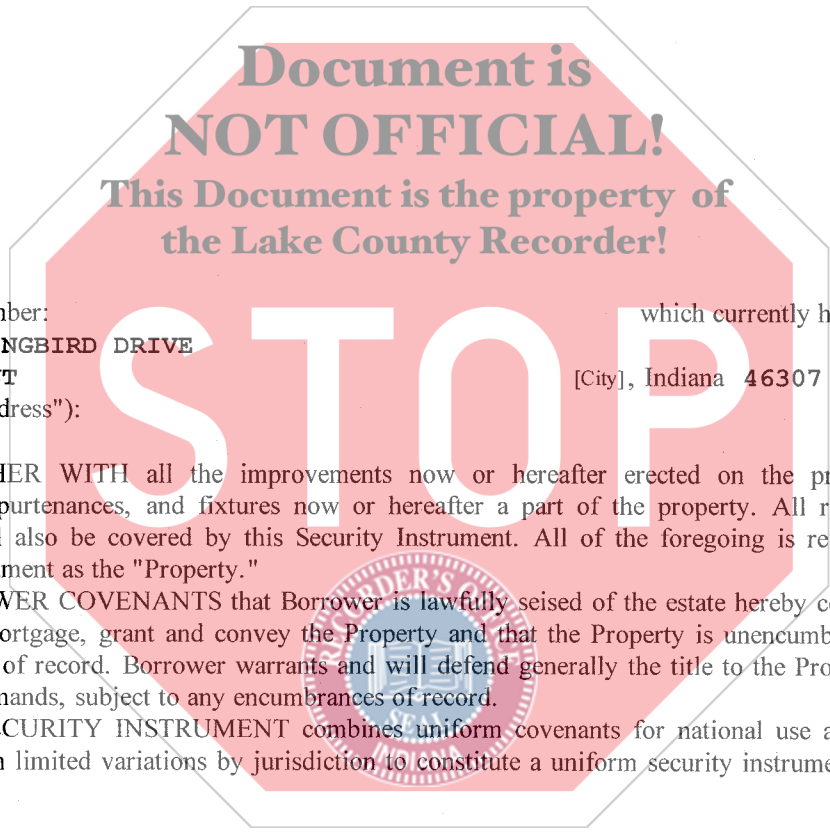 Document is
NOT OFFICIAL!
This Document is the property of
the Lake County Recorder!
STOP
nber: which currently h
NGBIRD DRIVE
T [City], Indiana 46307
dress"):
HER WITH all the improvements now or hereafter erected on the pr
purtenances, and fixtures now or hereafter a part of the property. All r
l also be covered by this Security Instrument. All of the foregoing is re
ment as the "Property."
WER COVENANTS that Borrower is lawfully seised of the estate hereby c
ortgage, grant and convey the Property and that the Property is unencumb
of record. Borrower warrants and will defend generally the title to the Pro
nands, subject to any encumbrances of record.
CURITY INSTRUMENT combines uniform covenants for national use a
n limited variations by jurisdiction to constitute a uniform security instrume
RECORDER'S OFFICE
SEAL
INDIANA